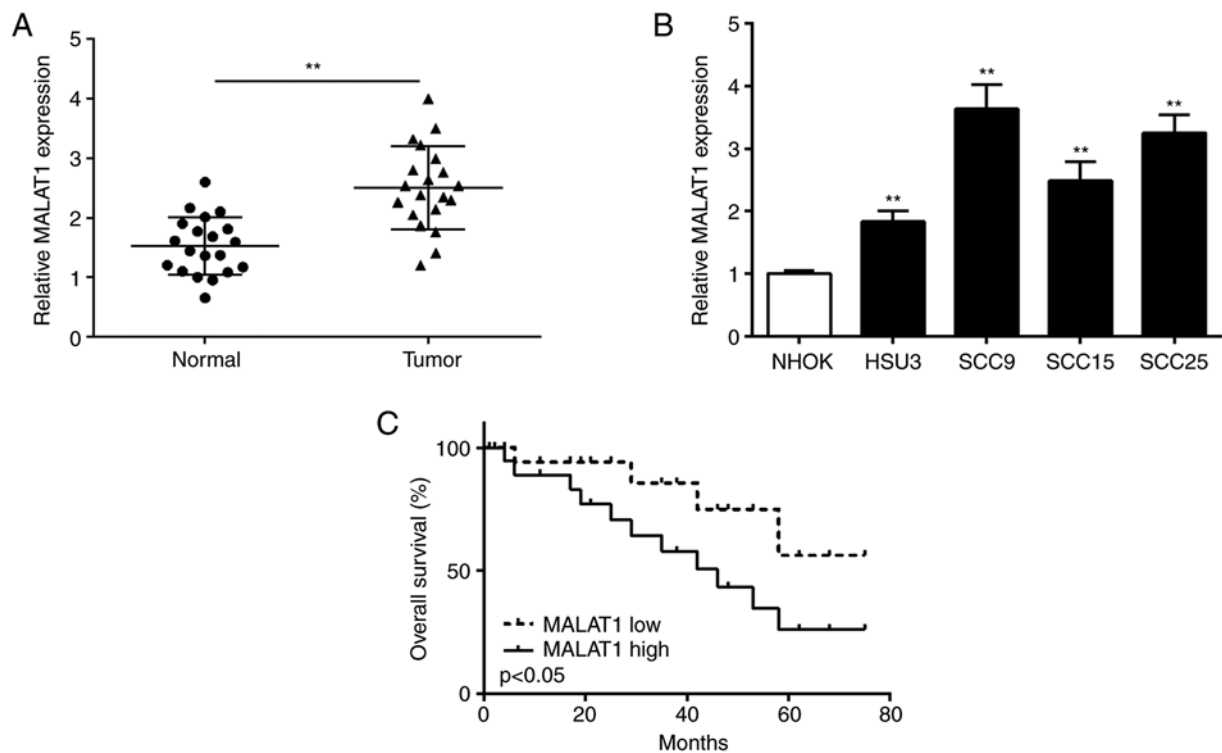 A
Relative MALAT1 expression
5
4
3
2
1
0
**
Normal
Tumor
B
Relative MALAT1 expression
5
4
3
2
1
0
**
**
**
**
NHOK
HSU3
SCC9
SCC15
SCC25
C
Overall survival (%)
100
50
0
MALAT1 low
MALAT1 high
p<0.05
0
20
40
60
80
Months